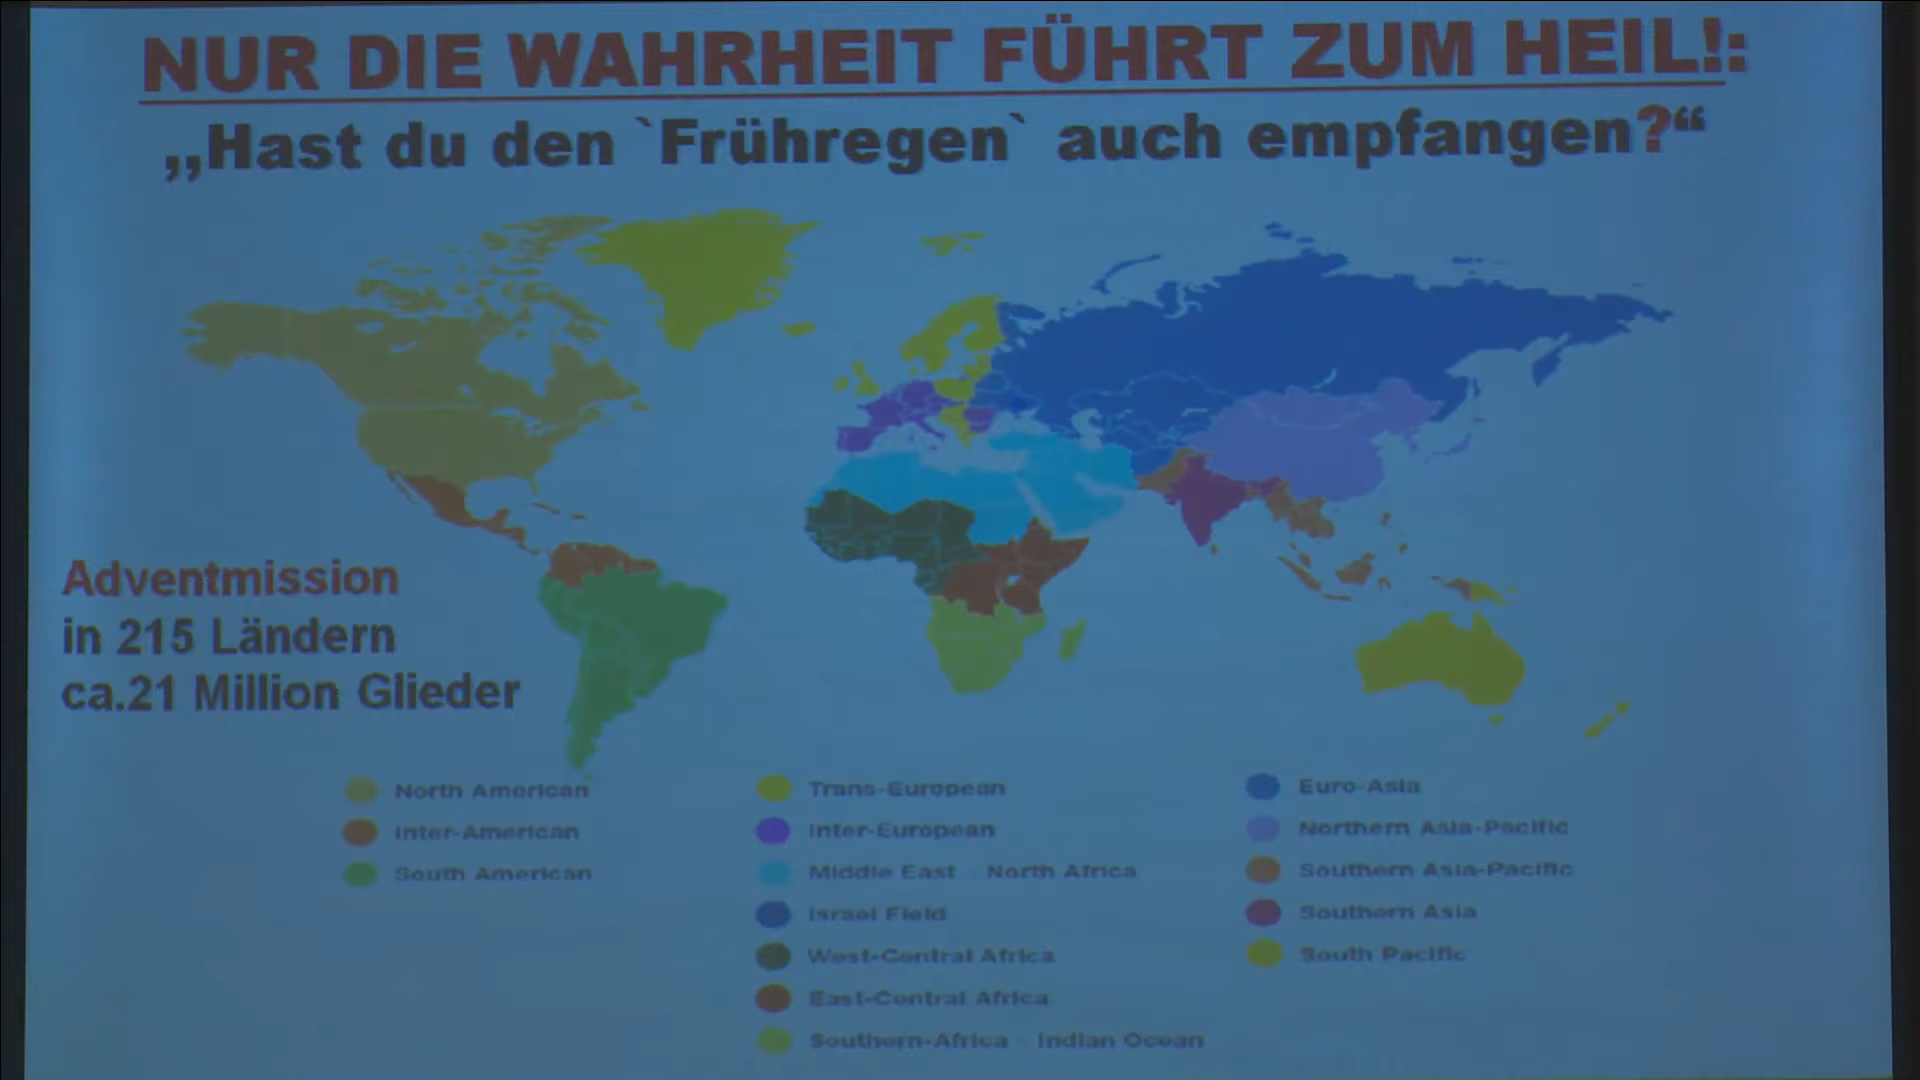 NUR DIE WAHRHEIT FÜHRT ZUM HEIL!:
,,Hast du den `Frühregen` auch empfangen?“
Adventmission
in 215 Ländern
ca.21 Million Glieder
North American
Inter-American
South American
Trans-European
Inter-European
Middle East - North Africa
Israel Field
West-Central Africa
East-Central Africa
Southern-Africa - Indian Ocean
Euro-Asia
Northern Asia-Pacific
Southern Asia-Pacific
Southern Asia
South Pacific